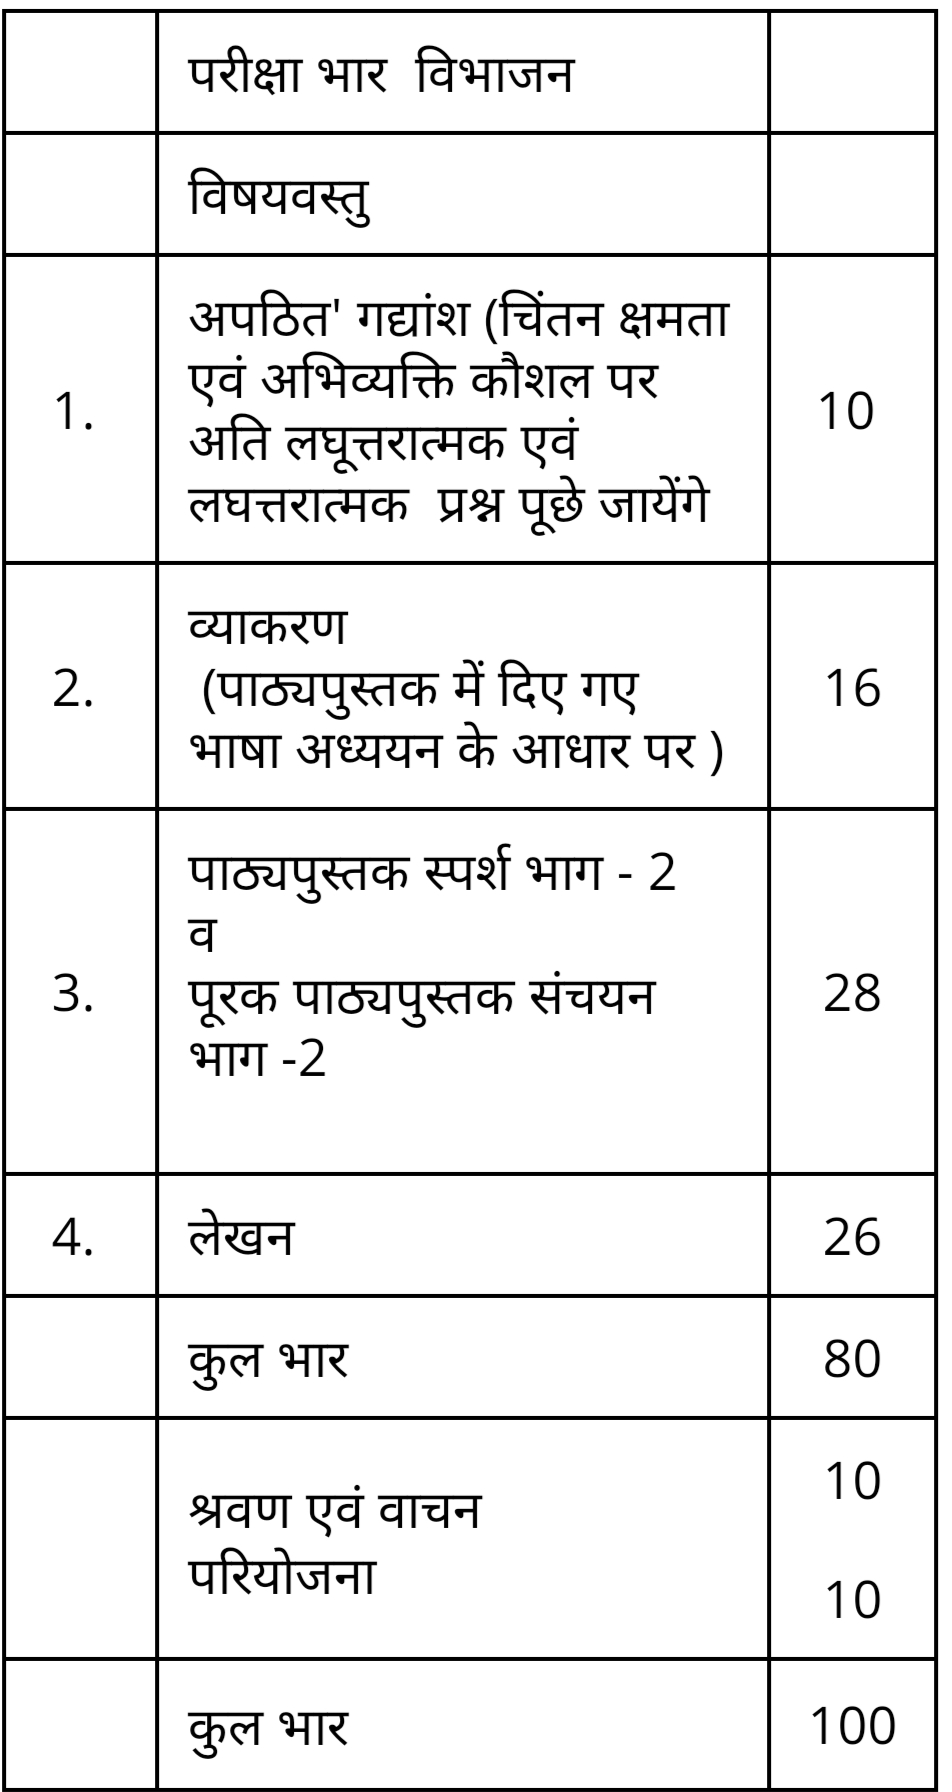 परीक्षा भार  विभाजन
विषयवस्तु
अपठित' गद्यांश (चिंतन क्षमता
एवं अभिव्यक्ति कौशल पर
1. अति लघूत्तरात्मक एवं 10
लघत्तरात्मक  प्रश्न पूछे जायेंगे
व्याकरण
2. (पाठ्यपुस्तक में दिए गए 16
भाषा अध्ययन के आधार पर )
पाठ्यपुस्तक स्पर्श भाग - 2
व
3. पूरक पाठ्यपुस्तक संचयन 28
भाग -2
4. लेखन 26
कुल भार 80
श्रवण एवं वाचन 10
परियोजना 10
कुल भार 100